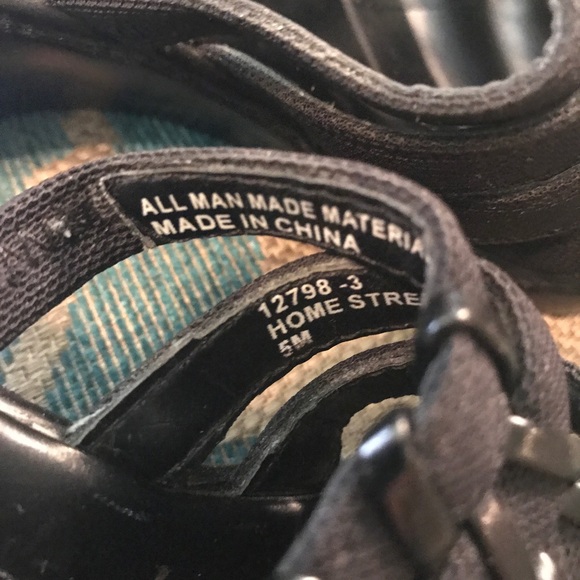 ALL MAN MADE MATERIA
MADE IN CHINA
12798 -3
HOME STRE
5M